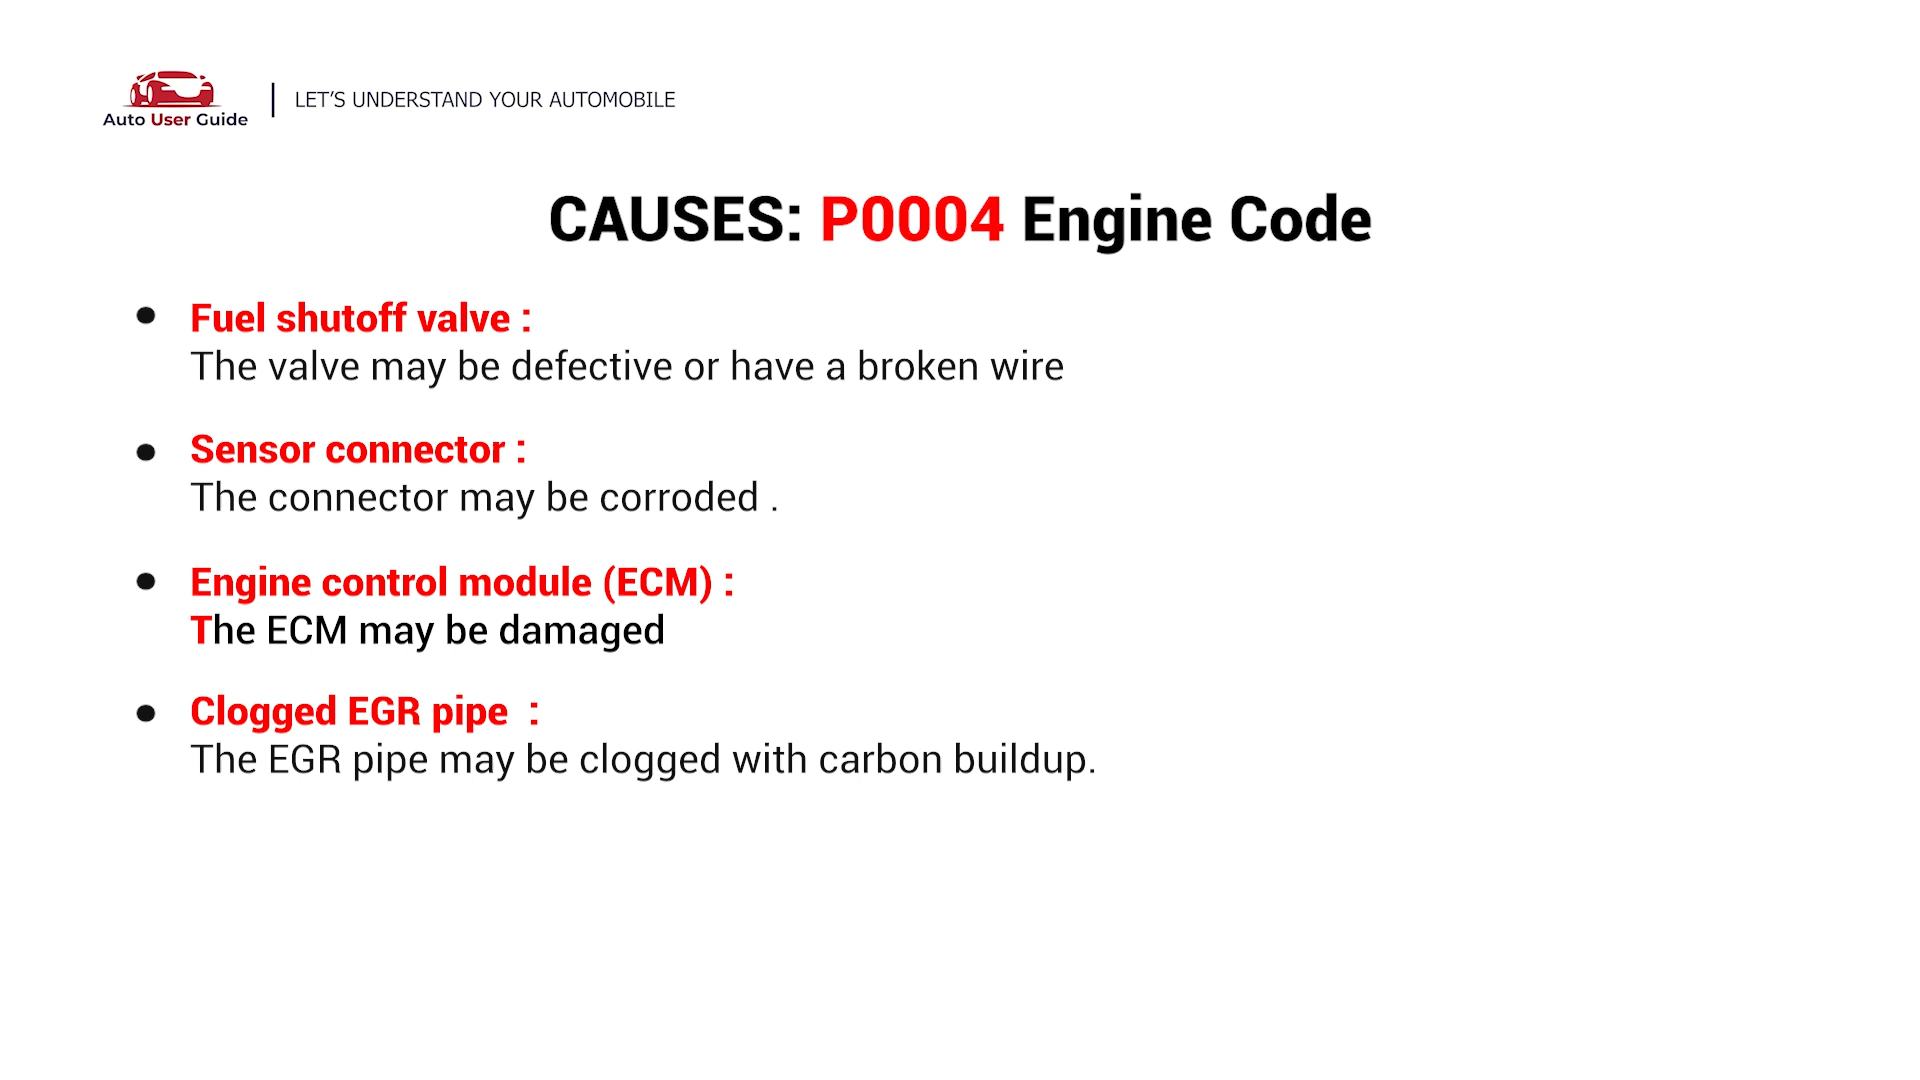 Auto User Guide
LET'S UNDERSTAND YOUR AUTOMOBILE
CAUSES: P0004 Engine Code
Fuel shutoff valve :
The valve may be defective or have a broken wire
Sensor connector :
The connector may be corroded .
Engine control module (ECM) :
The ECM may be damaged
Clogged EGR pipe :
The EGR pipe may be clogged with carbon buildup.